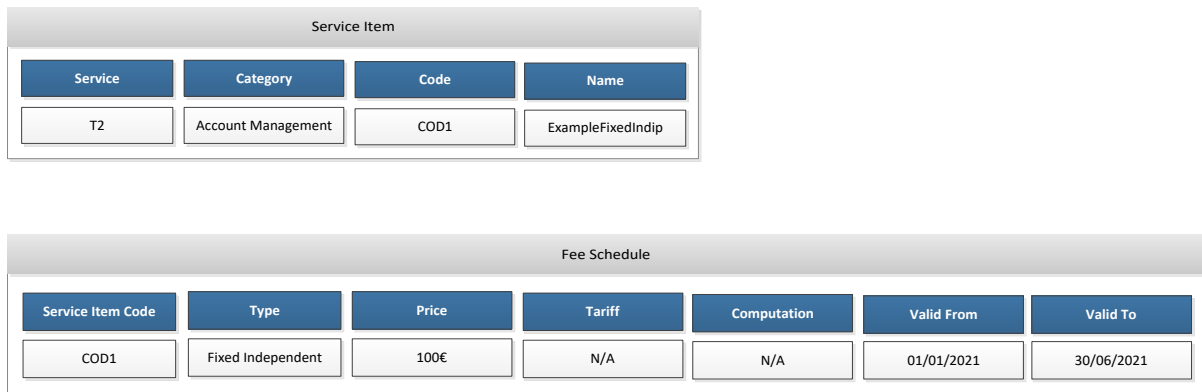 Service Item
Service Category Code Name
T2 Account Management COD1 ExampleFixedIndip
Fee Schedule
Service Item Code Type Price Tariff Computation Valid From Valid To
COD1 Fixed Independent 100€ N/A N/A 01/01/2021 30/06/2021